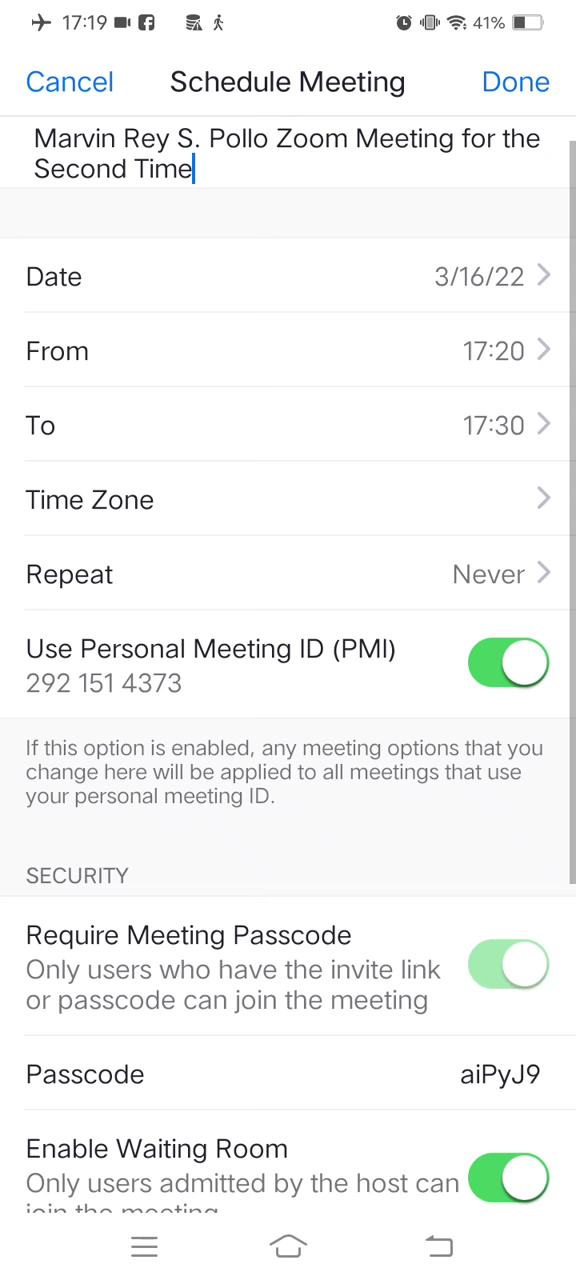 17:19 41%
Cancel Schedule Meeting Done
Marvin Rey S. Pollo Zoom Meeting for the
Second Time
Date 3/16/22
From 17:20
To 17:30
Time Zone
Repeat Never
Use Personal Meeting ID (PMI)
292 151 4373
If this option is enabled, any meeting options that you
change here will be applied to all meetings that use
your personal meeting ID.
SECURITY
Require Meeting Passcode
Only users who have the invite link
or passcode can join the meeting
Passcode aiPyJ9
Enable Waiting Room
Only users admitted by the host can
join the meeting